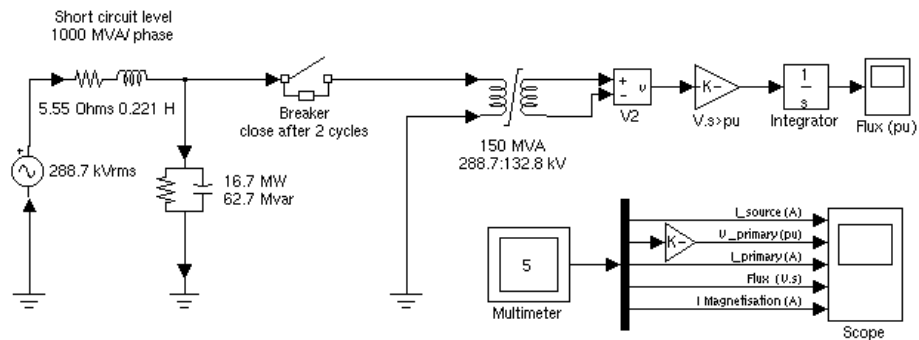 Short circuit level
1000 MVA/ phase
5.55 Ohms 0.221 H
Breaker
close after 2 cycles
288.7 kVrms
+
16.7 MW
62.7 Mvar
150 MVA
288.7:132.8 kV
+
-
v
V2
K-
V.s>pu
1
s
Integrator
Flux (pu)
5
Multimeter
K-
I_source (A)
V_primary (pu)
I_primary (A)
Flux (V.s)
I Magnetisation (A)
Scope